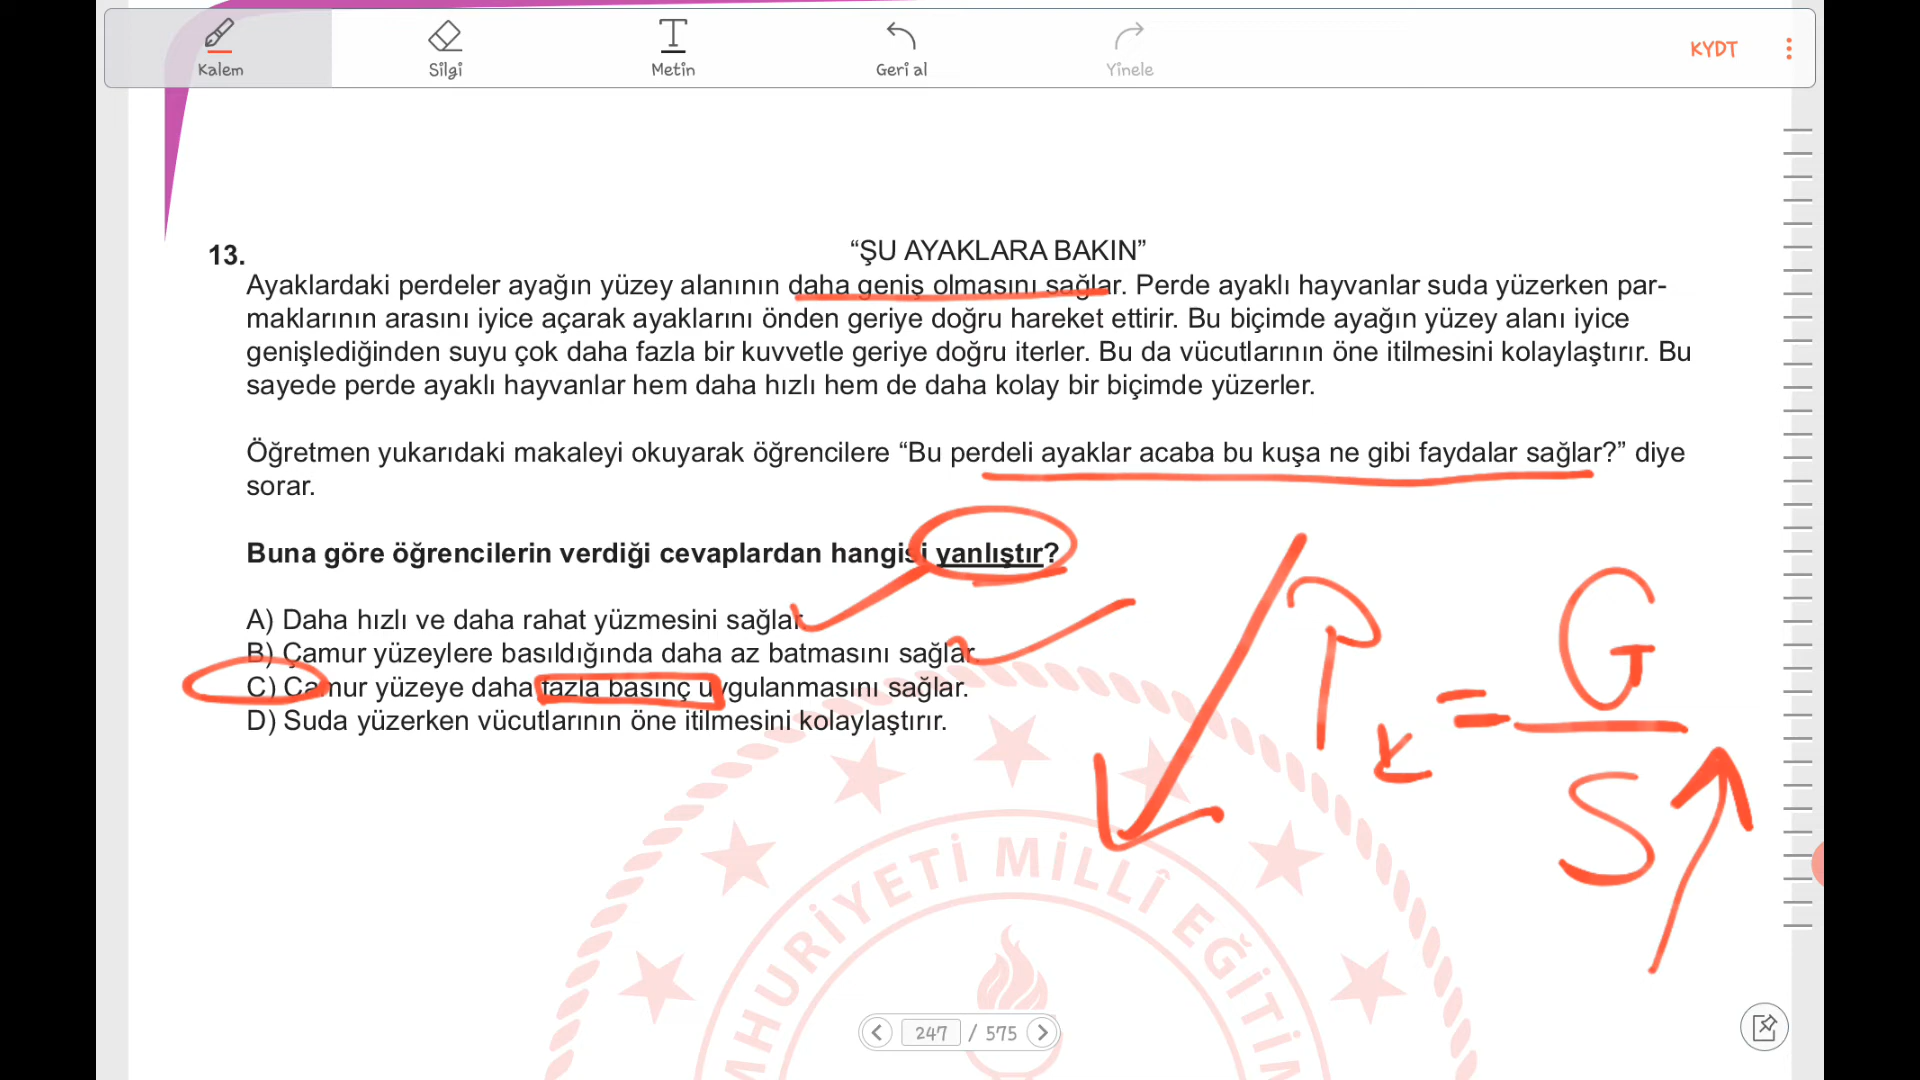 Kalem
Silgi
Metin
Geri al
Yinele
KYDT
13.
“ŞU AYAKLARA BAKIN”
Ayaklardaki perdeler ayağın yüzey alanının daha geniş olmasını sağlar. Perde ayaklı hayvanlar suda yüzerken par-
maklarının arasını iyice açarak ayaklarını önden geriye doğru hareket ettirir. Bu biçimde ayağın yüzey alanı iyice
genişlediğinden suyu çok daha fazla bir kuvvetle geriye doğru iterler. Bu da vücutlarının öne itilmesini kolaylaştırır. Bu
sayede perde ayaklı hayvanlar hem daha hızlı hem de daha kolay bir biçimde yüzerler.
Öğretmen yukarıdaki makaleyi okuyarak öğrencilere “Bu perdeli ayaklar acaba bu kuşa ne gibi faydalar sağlar?” diye
sorar.
Buna göre öğrencilerin verdiği cevaplardan hangisi yanlıştır?
A) Daha hızlı ve daha rahat yüzmesini sağlar.
B) Çamur yüzeylere basıldığında daha az batmasını sağlar.
C) Çamur yüzeye daha fazla basınç uygulanmasını sağlar.
D) Suda yüzerken vücutlarının öne itilmesini kolaylaştırır.
P = G
S
MHURİYETİ MİLLÎ EĞİTİM
247 / 575